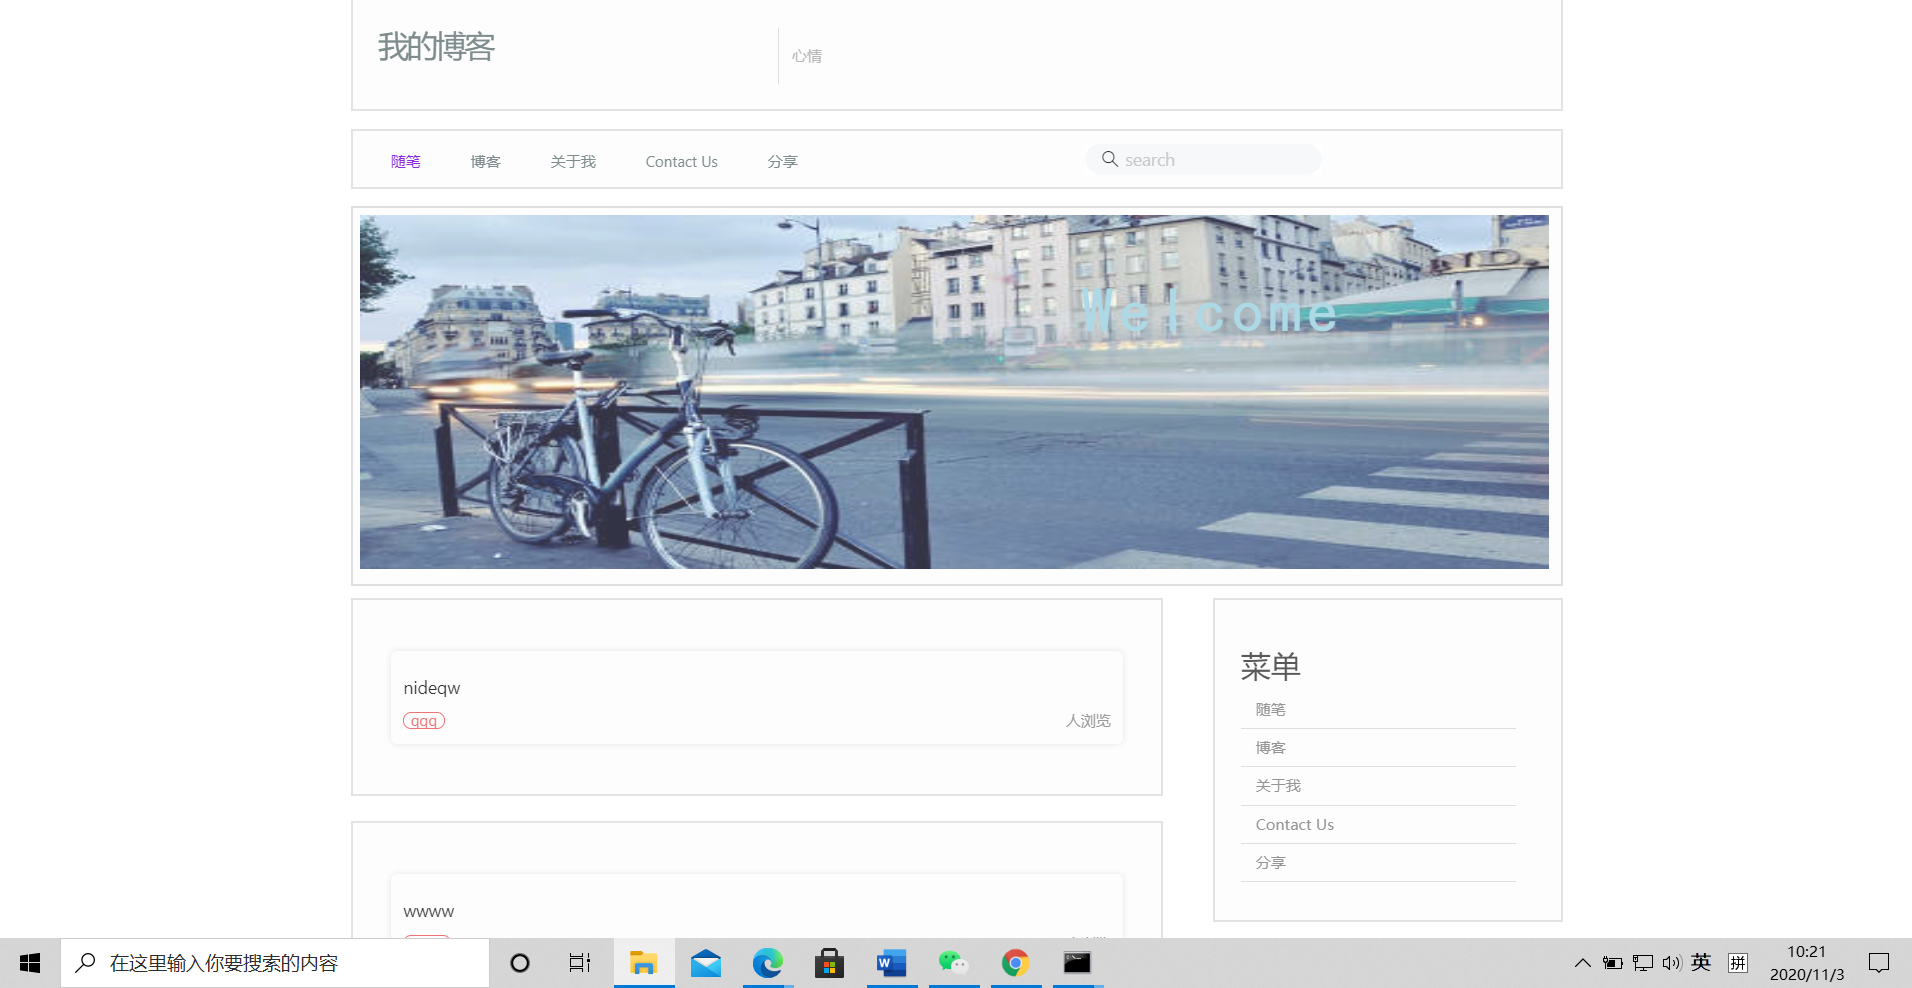 我的博客
心情
随笔 博客 关于我 Contact Us 分享 search
Welcome
nideqw
qqq 人浏览
菜单
随笔
博客
关于我
Contact Us
分享
wwww
在这里输入你要搜索的内容
英 拼 10:21
2020/11/3